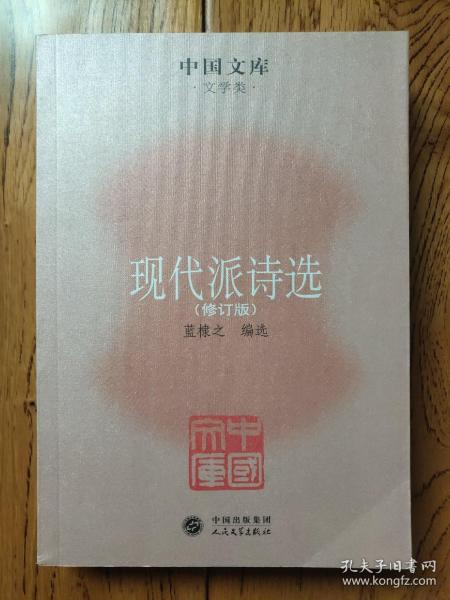 中国文库
·文学类·
现代派诗选
（修订版）
蓝棣之 编选
中國文庫
中国出版集团
人民文学出版社
孔夫子旧书网
www.kongfz.com